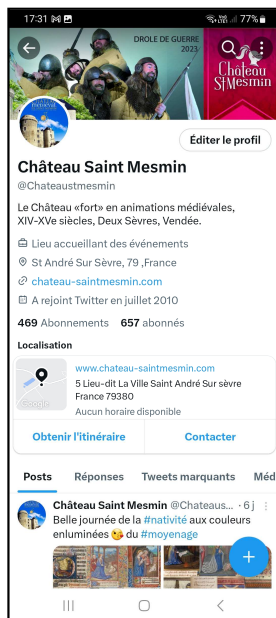 17:31
77%
DROLE DE GUERRE
2023
Château
St Mesmin
médiéval
Éditer le profil
Château Saint Mesmin
@Chateaustmesmin
Le Château «fort» en animations médiévales,
XIV-XVe siècles, Deux Sèvres, Vendée.
Lieu accueillant des événements
St André Sur Sèvre, 79 ,France
chateau-saintmesmin.com
A rejoint Twitter en juillet 2010
469 Abonnements 657 abonnés
Localisation
www.chateau-saintmesmin.com
5 Lieu-dit La Ville Saint André Sur sèvre
France 79380
Google
Aucun horaire disponible
Obtenir l'itinéraire Contacter
Posts Réponses Tweets marquants Méd
Château Saint Mesmin @Chateaus... · 6 j
Belle journée de la #nativité aux couleurs
enluminées 😘 du #moyenage